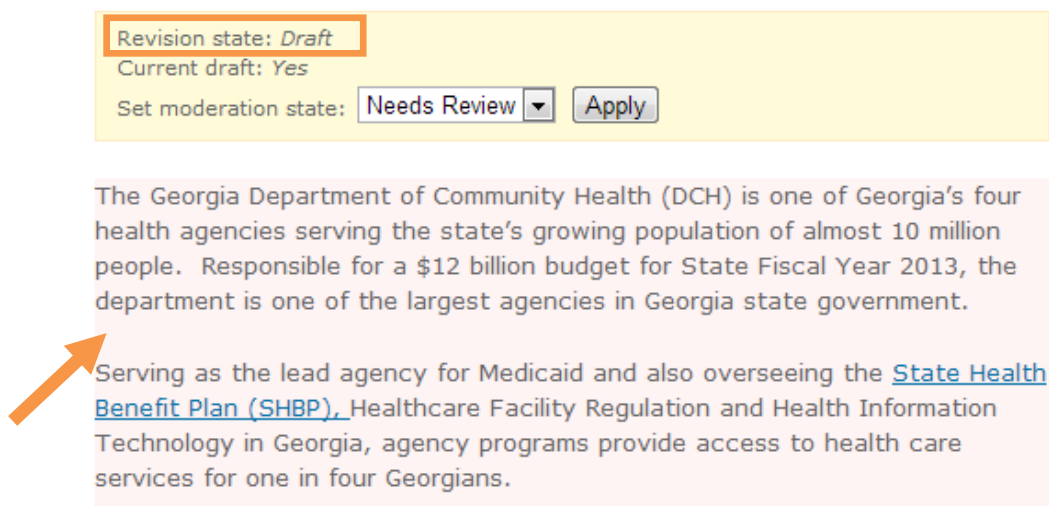 Revision state: Draft
Current draft: Yes
Set moderation state: Needs Review Apply
The Georgia Department of Community Health (DCH) is one of Georgia’s four
health agencies serving the state’s growing population of almost 10 million
people.  Responsible for a $12 billion budget for State Fiscal Year 2013, the
department is one of the largest agencies in Georgia state government.
Serving as the lead agency for Medicaid and also overseeing the State Health
Benefit Plan (SHBP), Healthcare Facility Regulation and Health Information
Technology in Georgia, agency programs provide access to health care
services for one in four Georgians.